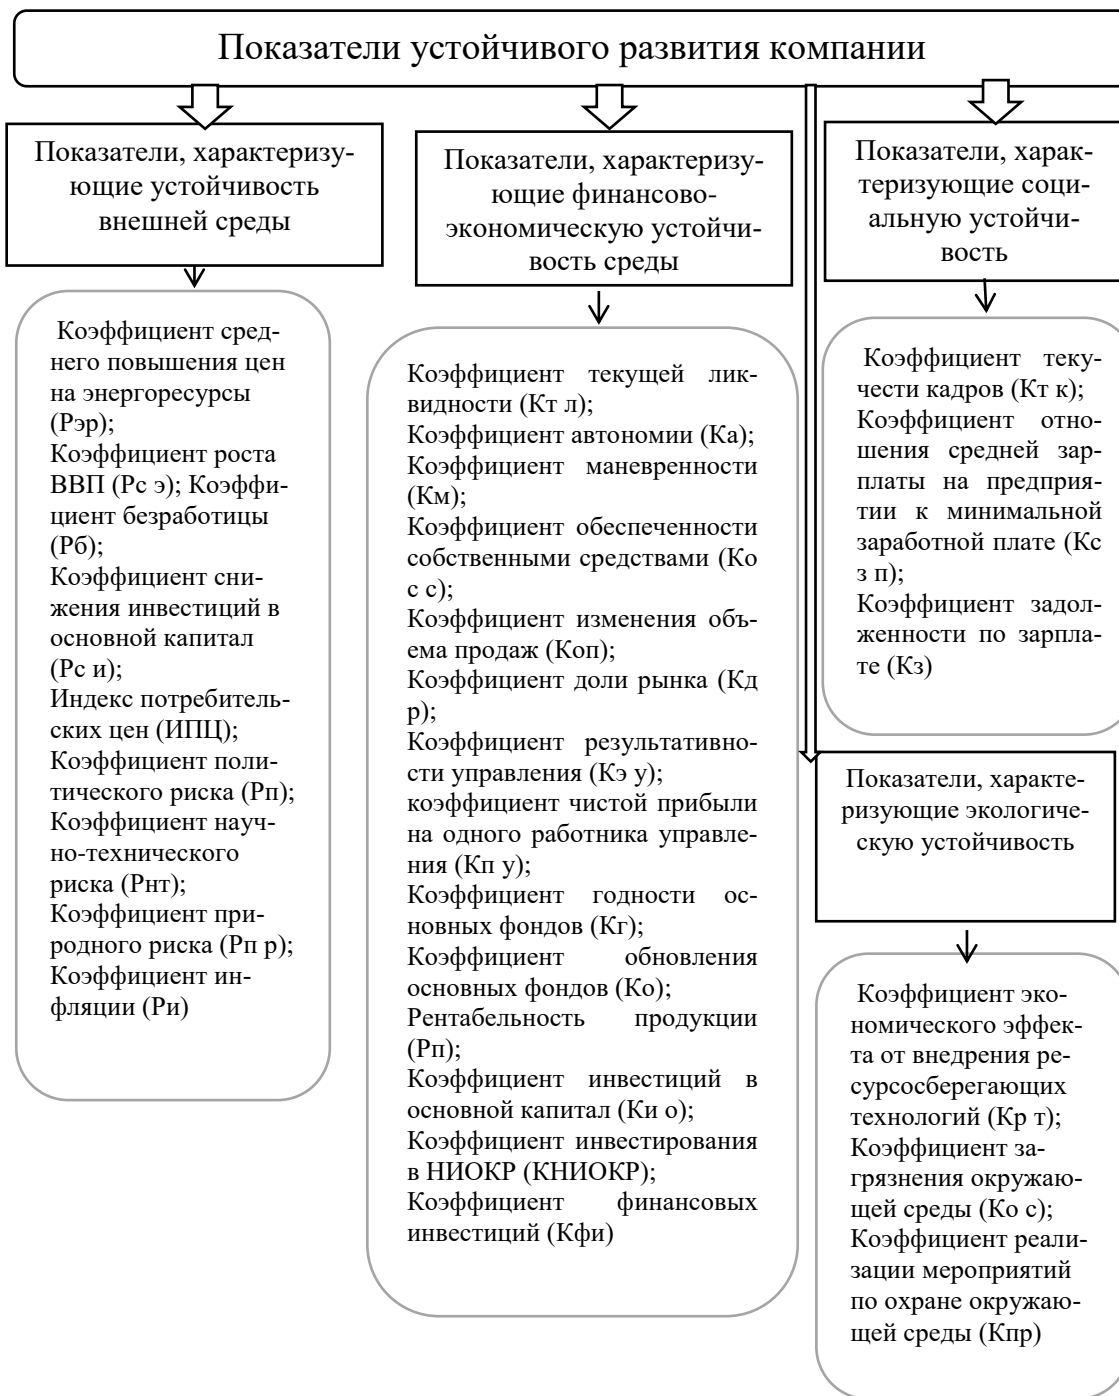 Показатели устойчивого развития компании
Показатели, характеризу-
ющие устойчивость
внешней среды
Коэффициент сред-
него повышения цен
на энергоресурсы
(Рэр);
Коэффициент роста
ВВП (Рс э); Коэффи-
циент безработицы
(Рб);
Коэффициент сни-
жения инвестиций в
основной капитал
(Рс и);
Индекс потребитель-
ских цен (ИПЦ);
Коэффициент поли-
тического риска (Рп);
Коэффициент науч-
но-технического
риска (Рнт);
Коэффициент при-
родного риска (Рп р);
Коэффициент ин-
фляции (Ри)
Показатели, характеризу-
ющие финансово-
экономическую устойчи-
вость среды
Коэффициент текущей лик-
видности (Кт л);
Коэффициент автономии (Ка);
Коэффициент маневренности
(Км);
Коэффициент обеспеченности
собственными средствами (Ко
с с);
Коэффициент изменения объ-
ема продаж (Коп);
Коэффициент доли рынка (Кд
р);
Коэффициент результативно-
сти управления (Кэ у);
коэффициент чистой прибыли
на одного работника управле-
ния (Кп у);
Коэффициент годности ос-
новных фондов (Кг);
Коэффициент обновления
основных фондов (Ко);
Рентабельность продукции
(Рп);
Коэффициент инвестиций в
основной капитал (Ки о);
Коэффициент инвестирования
в НИОКР (КНИОКР);
Коэффициент финансовых
инвестиций (Кфи)
Показатели, харак-
теризующие соци-
альную устойчи-
вость
Коэффициент теку-
чести кадров (Кт к);
Коэффициент отно-
шения средней зар-
платы на предприя-
тии к минимальной
заработной плате (Кс
з п);
Коэффициент задол-
женности по зарпла-
те (Кз)
Показатели, характе-
ризующие экологиче-
скую устойчивость
Коэффициент эко-
номического эффек-
та от внедрения ре-
сурсосберегающих
технологий (Кр т);
Коэффициент за-
грязнения окружаю-
щей среды (Ко с);
Коэффициент реали-
зации мероприятий
по охране окружаю-
щей среды (Кпр)